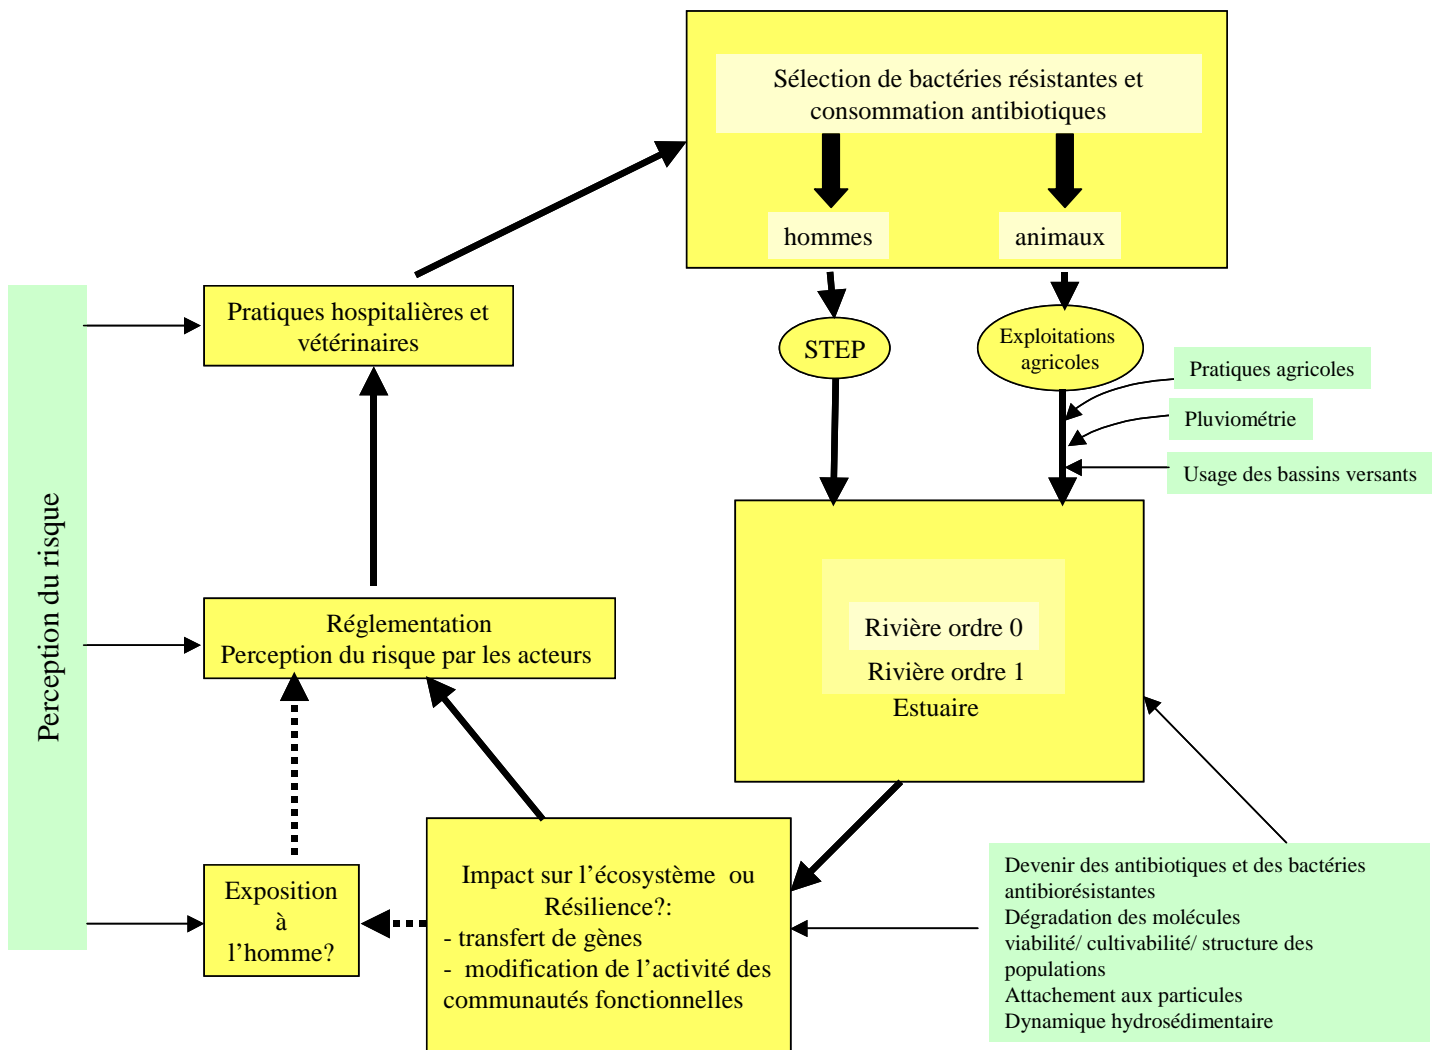 Sélection de bactéries résistantes et
consommation antibiotiques
hommes
animaux
Pratiques hospitalières et
vétérinaires
STEP
Exploitations
agricoles
Pratiques agricoles
Pluviométrie
Usage des bassins versants
Perception du risque
Réglementation
Perception du risque par les acteurs
Rivière ordre 0
Rivière ordre 1
Estuaire
Exposition
à
l’homme?
Impact sur l’écosystème ou
Résilience?:
- transfert de gènes
- modification de l’activité des
communautés fonctionnelles
Devenir des antibiotiques et des bactéries
antibiorésistantes
Dégradation des molécules
viabilité/ cultivabilité/ structure des
populations
Attachement aux particules
Dynamique hydrosédimentaire